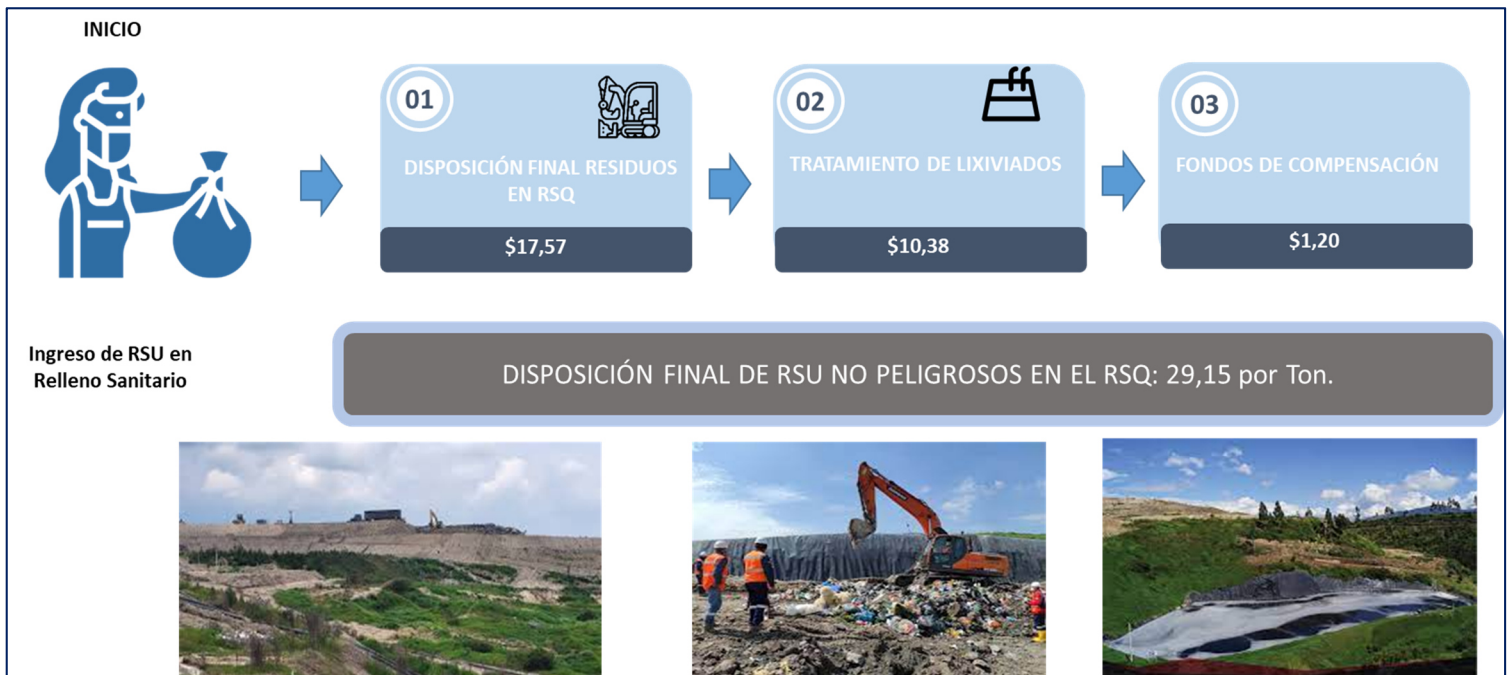 INICIO
01
DISPOSICIÓN FINAL RESIDUOS
EN RSQ
$17,57
02
TRATAMIENTO DE LIXIVIADOS
$10,38
03
FONDOS DE COMPENSACIÓN
$1,20
Ingreso de RSU en
Relleno Sanitario
DISPOSICIÓN FINAL DE RSU NO PELIGROSOS EN EL RSQ: 29,15 por Ton.